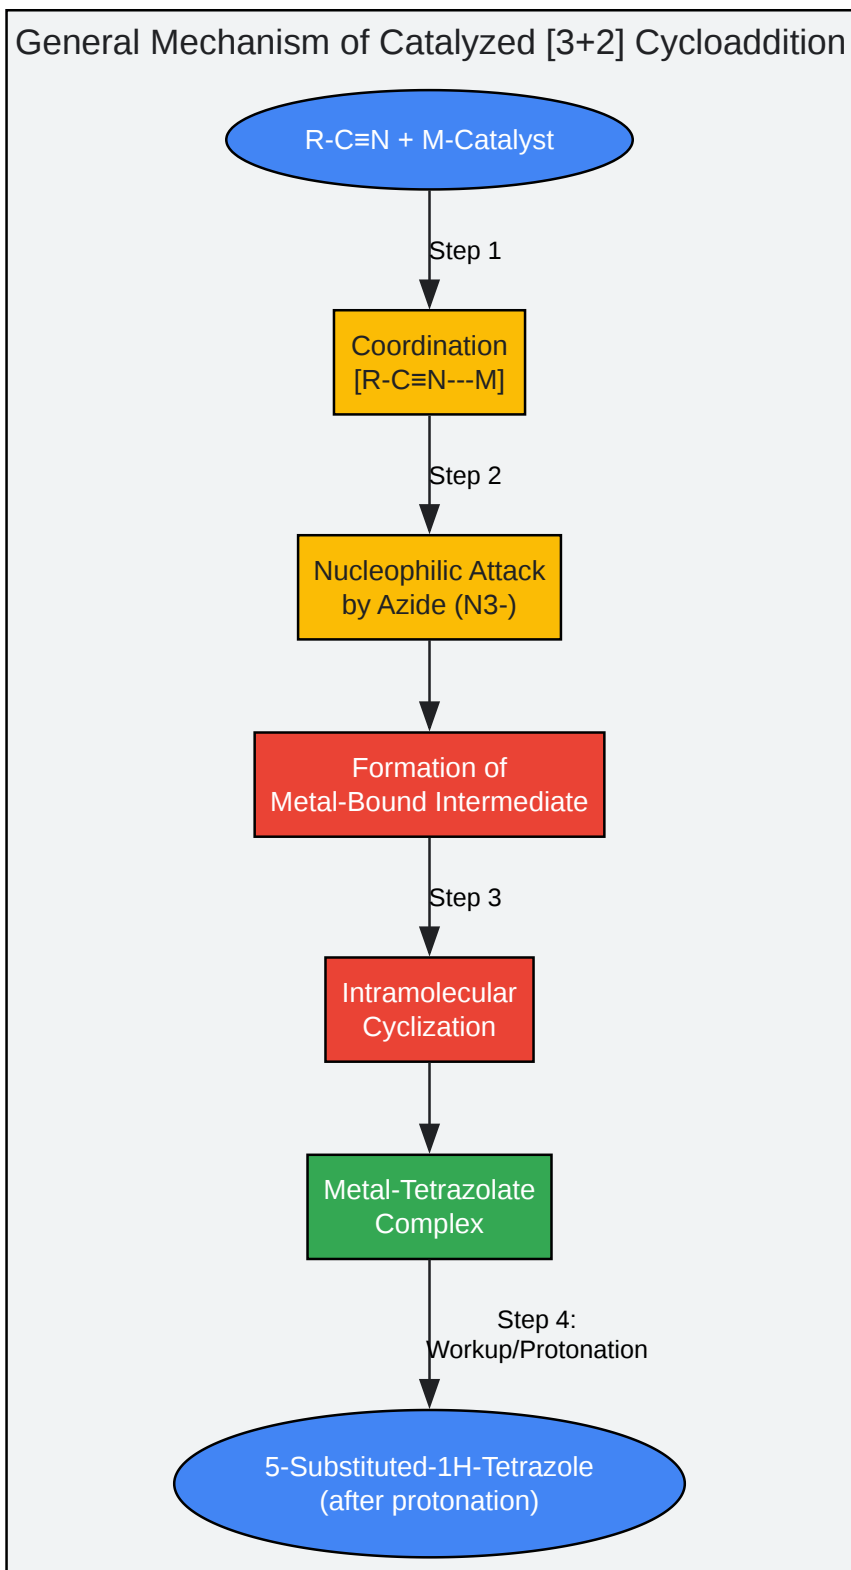 General Mechanism of Catalyzed [3+2] Cycloaddition
R-C≡N + M-Catalyst
Step 1
Coordination
[R-C≡N---M]
Step 2
Nucleophilic Attack
by Azide (N3-)
Formation of
Metal-Bound Intermediate
Step 3
Intramolecular
Cyclization
Metal-Tetrazolate
Complex
Step 4:
Workup/Protonation
5-Substituted-1H-Tetrazole
(after protonation)